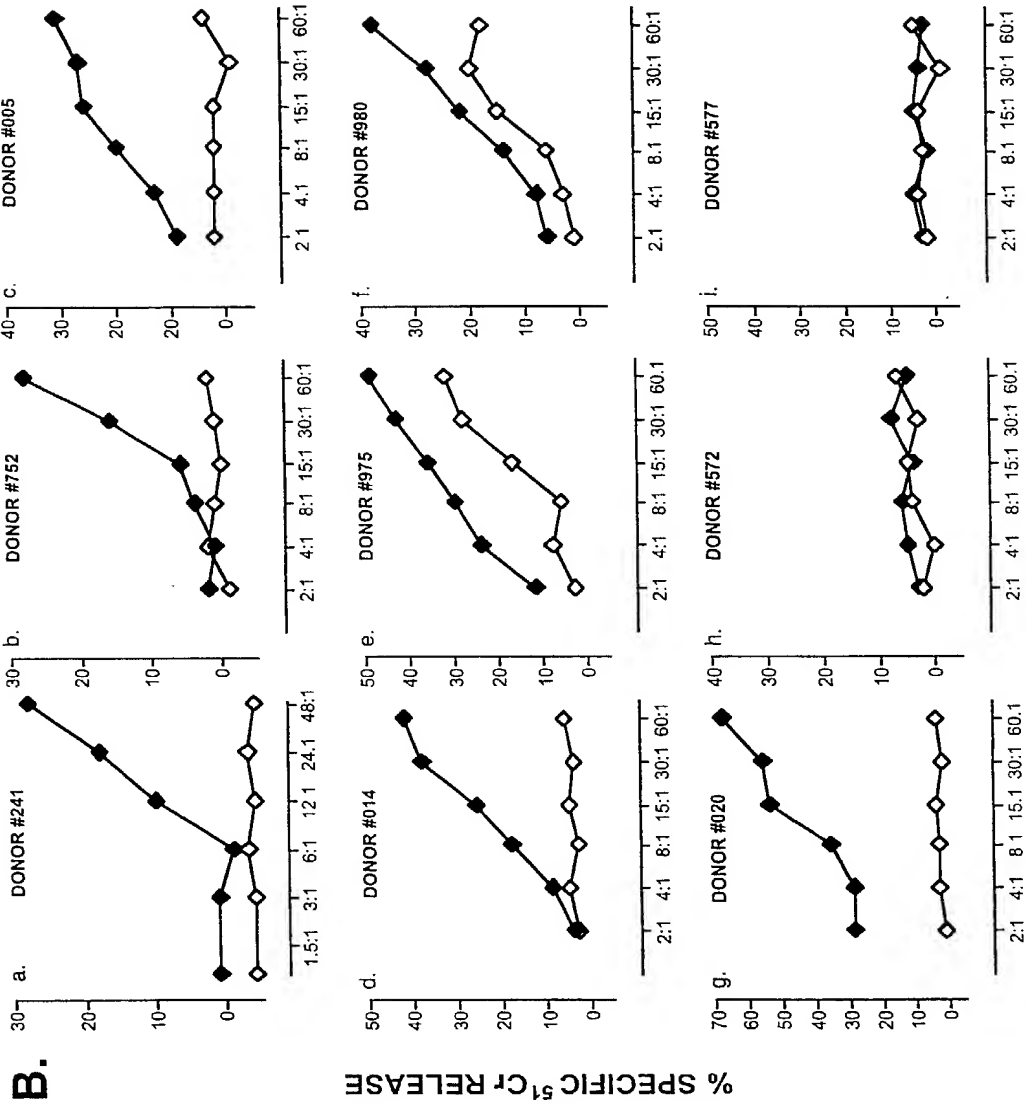 B.
% SPECIFIC ⁵¹Cr RELEASE
a.
DONOR #241
30
20
10
0
1.5:1 3:1 6:1 12:1 24.1 48:1
b.
DONOR #752
30
20
10
0
2:1 4:1 8:1 15:1 30:1 60:1
c.
DONOR #005
40
30
20
10
0
2 1 4.1 8:1 15:1 30:1 60:1
d.
DONOR #014
50
40
30
20
10
0
2:1 4:1 8:1 15:1 30:1 60:1
e.
DONOR #975
50
40
30
20
10
0
2:1 4:1 8:1 15:1 30:1 60:1
f.
DONOR #980
40
30
20
10
0
2.1 4:1 8:1 15:1 30:1 60:1
g.
DONOR #020
70
60
50
40
30
20
10
0
2:1 4:1 8 1 15:1 30:1 60.1
h.
DONOR #572
40
30
20
10
0
2:1 4:1 8:1 15:1 30:1 60:1
i.
DONOR #577
50
40
30
20
10
0
2:1 4:1 8:1 15:1 30:1 60:1